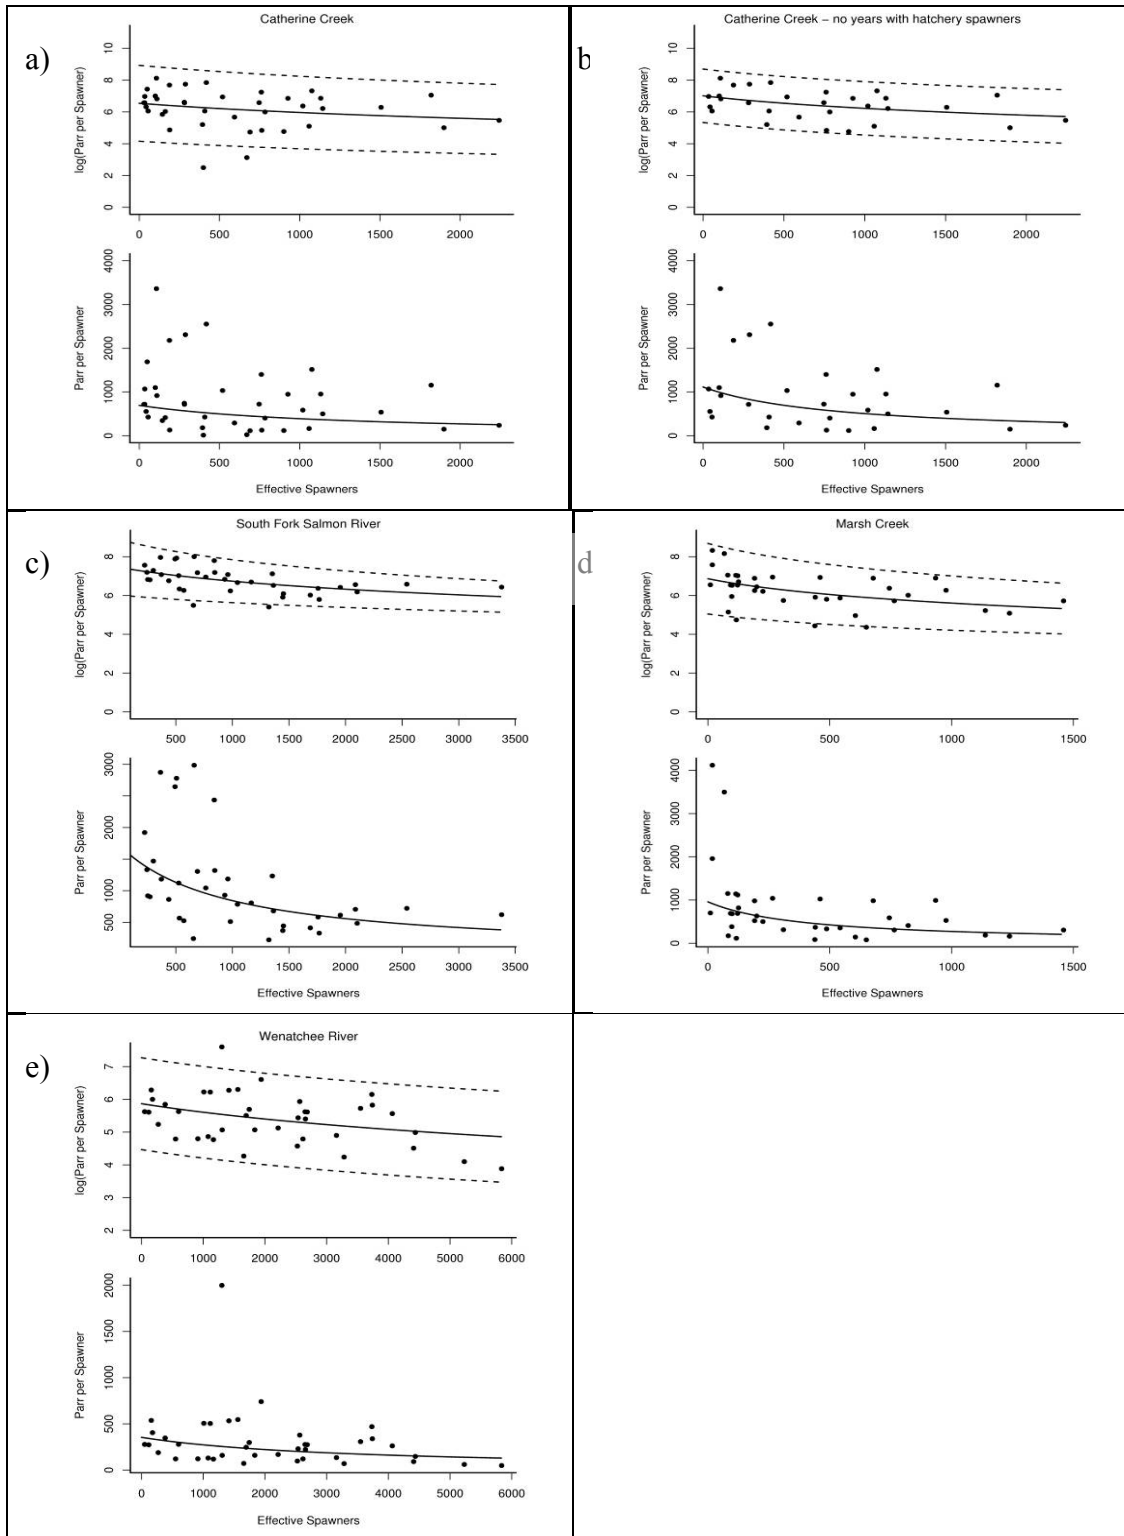 a)
Catherine Creek
log(Parr per Spawner)
0 2 4 6 8 10
0 500 1000 1500 2000
Parr per Spawner
0 1000 2000 3000 4000
0 500 1000 1500 2000
Effective Spawners
b
Catherine Creek – no years with hatchery spawners
log(Parr per Spawner)
0 2 4 6 8 10
0 500 1000 1500 2000
Parr per Spawner
0 1000 2000 3000 4000
0 500 1000 1500 2000
Effective Spawners
c)
South Fork Salmon River
log(Parr per Spawner)
0 2 4 6 8
500 1000 1500 2000 2500 3000 3500
Parr per Spawner
500 1000 2000 3000
500 1000 1500 2000 2500 3000 3500
Effective Spawners
d
Marsh Creek
log(Parr per Spawner)
0 2 4 6 8
0 500 1000 1500
Parr per Spawner
0 1000 2000 3000 4000
0 500 1000 1500
Effective Spawners
e)
Wenatchee River
log(Parr per Spawner)
2 3 4 5 6 7
0 1000 2000 3000 4000 5000 6000
Parr per Spawner
0 500 1000 1500 2000
0 1000 2000 3000 4000 5000 6000
Effective Spawners